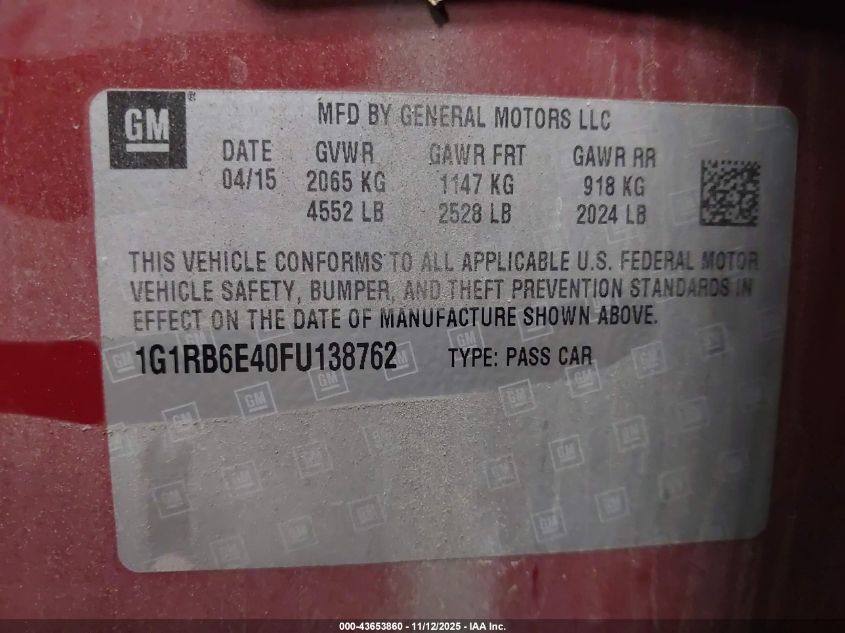 GM®
MFD BY GENERAL MOTORS LLC
DATE GVWR GAWR FRT GAWR RR
04/15 2065 KG 1147 KG 918 KG
4552 LB 2528 LB 2024 LB
THIS VEHICLE CONFORMS TO ALL APPLICABLE U.S. FEDERAL MOTOR
VEHICLE SAFETY, BUMPER, AND THEFT PREVENTION STANDARDS IN
EFFECT ON THE DATE OF MANUFACTURE SHOWN ABOVE.
1G1RB6E40FU138762 TYPE: PASS CAR
000-43653860 - 11/12/2025 - IAA Inc.